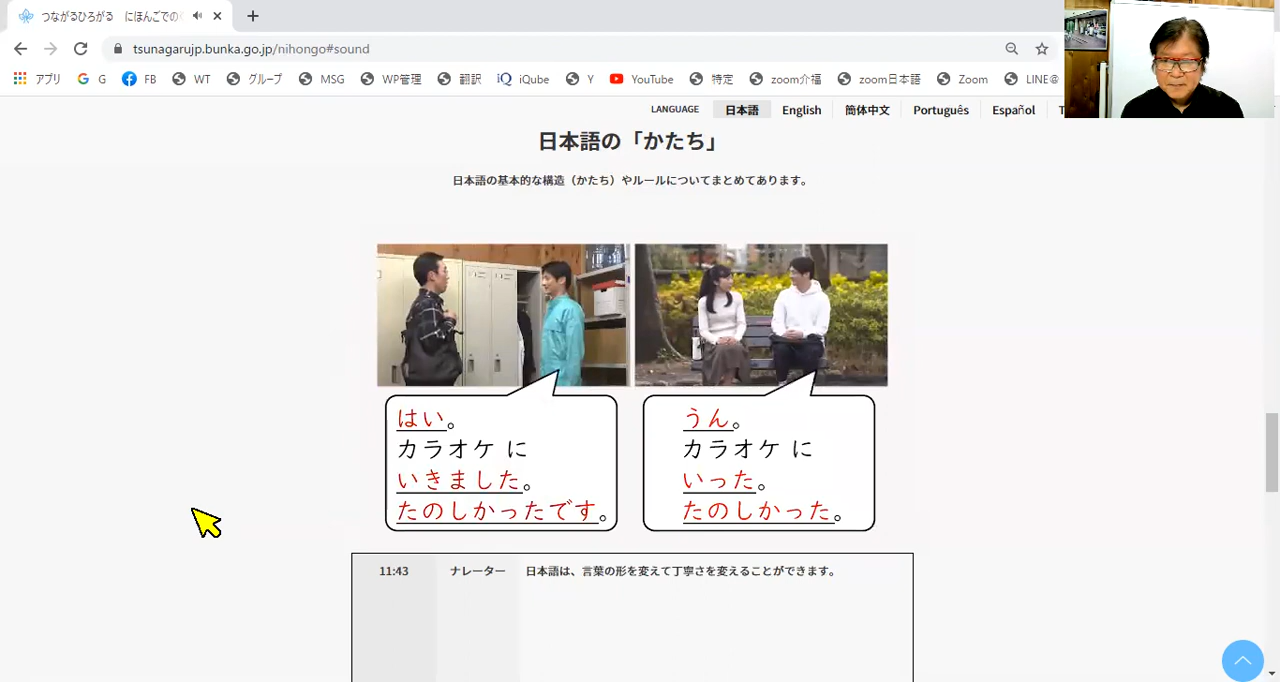 つながるひろがる　にほんごでの
tsunagarujp.bunka.go.jp/nihongo#sound
アプリ G FB WT グループ MSG WP管理 翻訳 iQ iQube Y YouTube 特定 zoom介福 zoom日本語 Zoom LINE@
LANGUAGE 日本語 English 简体中文 Português Español
日本語の「かたち」
日本語の基本的な構造（かたち）やルールについてまとめてあります。
はい。
カラオケ に
いきました。
たのしかったです。
うん。
カラオケ に
いった。
たのしかった。
11:43 ナレーター 日本語は、言葉の形を変えて丁寧さを変えることができます。